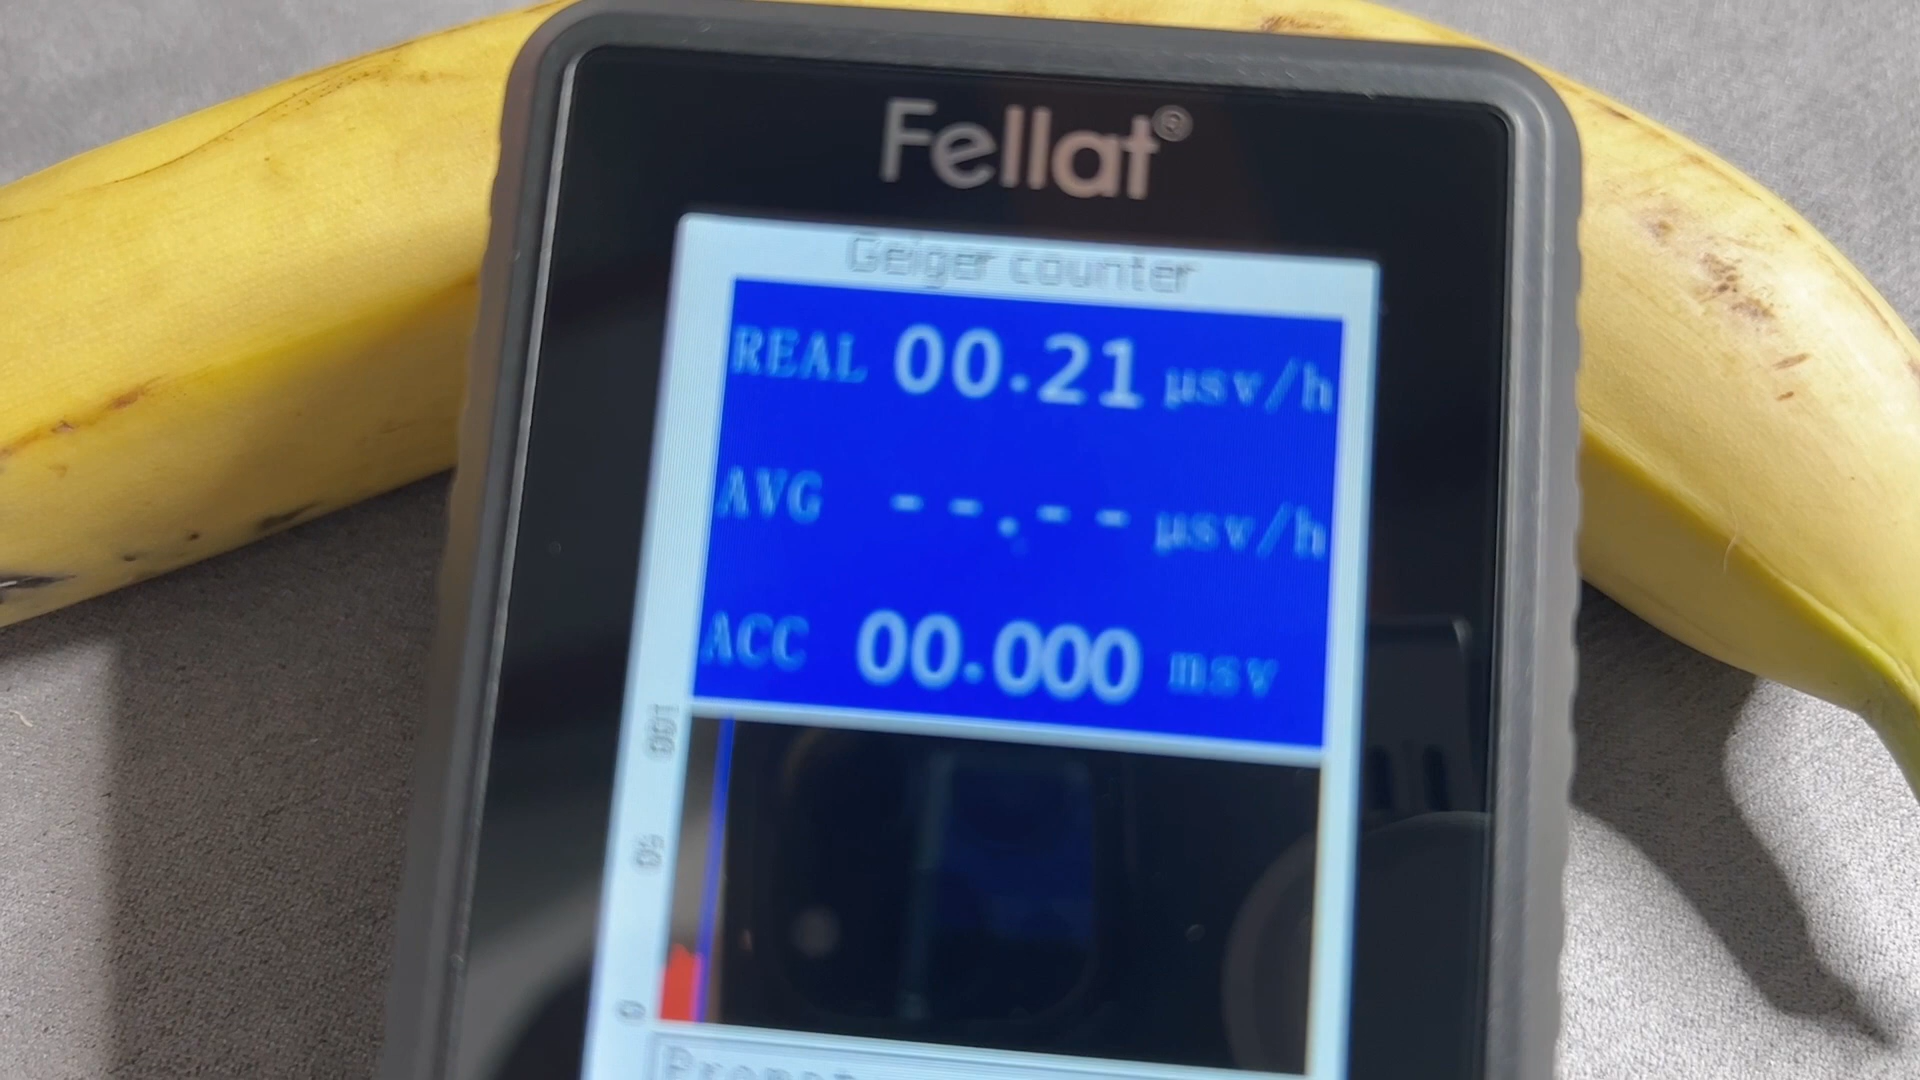 Fellat®
Geiger counter
REAL 00.21 µsv/h
AVG --.-- µsv/h
ACC 00.000 msv
100
50
0